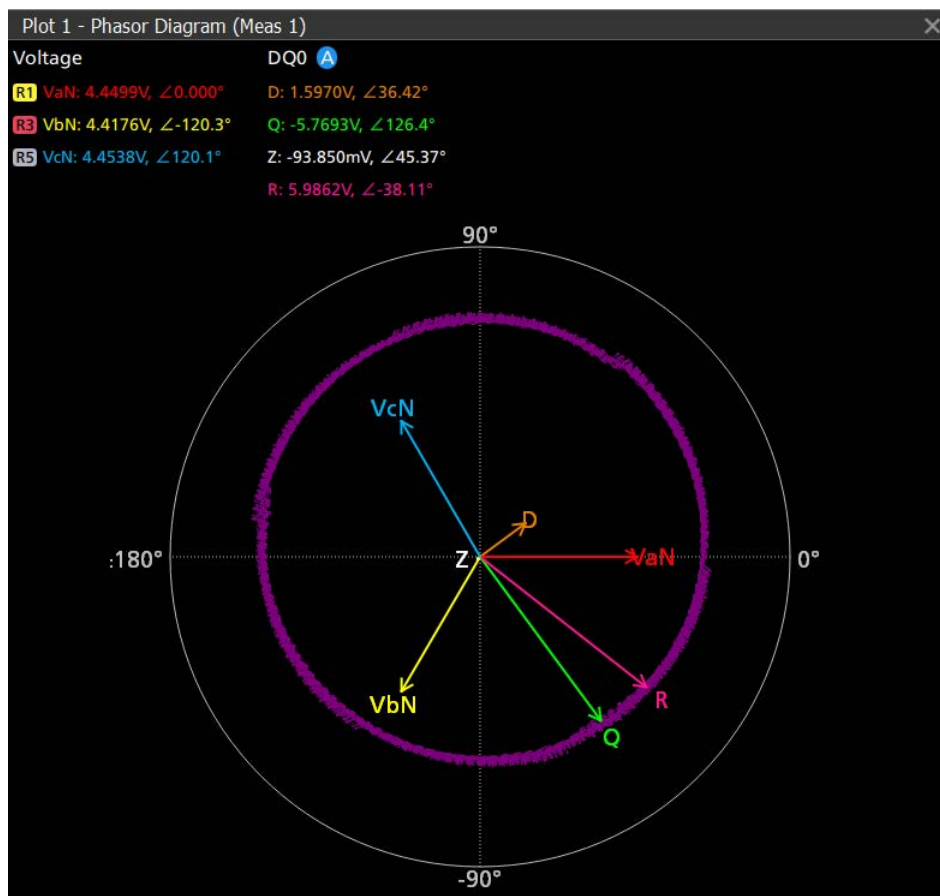 Plot 1 - Phasor Diagram (Meas 1)
Voltage DQ0 A
R1 VaN: 4.4499V, ∠0.000° D: 1.5970V, ∠36.42°
R3 VbN: 4.4176V, ∠-120.3° Q: -5.7693V, ∠126.4°
R5 VcN: 4.4538V, ∠120.1° Z: -93.850mV, ∠45.37°
R: 5.9862V, ∠-38.11°
90°
VcN
D
:180° Z VaN 0°
VbN R
Q
-90°